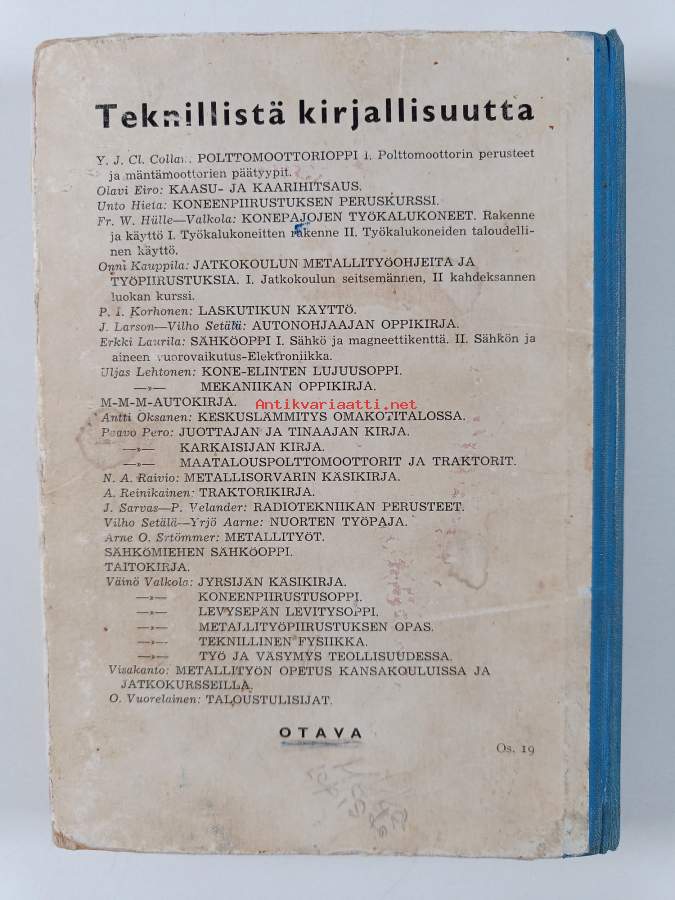 Teknillistä kirjallisuutta
Y. J. Cl. Collan. POLTTOMOOTTORIOPPI I. Polttomoottorin perusteet
ja mäntämoottorien päätyypit.
Olavi Eiro: KAASU- JA KAARIHITSAUS.
Unto Hieta: KONEENPIIRUSTUKSEN PERUSKURSSI.
Fr. W. Hülle—Valkola: KONEPAJOJEN TYÖKALUKONEET. Rakenne
ja käyttö I. Työkalukoneitten rakenne II. Työkalukoneiden taloudelli-
nen käyttö.
Onni Kauppila: JATKOKOULUN METALLITYÖOHJEITA JA
TYÖPIIRUSTUKSIA. I. Jatkokoulun seitsemännen, II kahdeksannen
luokan kurssi.
P. I. Korhonen: LASKUTIKUN KÄYTTÖ.
J. Larson—Vilho Setälä: AUTONOHJAAJAN OPPIKIRJA.
Erkki Laurila: SÄHKÖOPPI I. Sähkö ja magneettikenttä. II. Sähkön ja
aineen vuorovaikutus-Elektroniikka.
Uljas Lehtonen: KONE-ELINTEN LUJUUSOPPI.
—»— MEKANIIKAN OPPIKIRJA.
M-M-M-AUTOKIRJA.
Antikvariaatti.net
Antti Oksanen: KESKUSLÄMMITYS OMAKOTITALOSSA.
Paavo Pero: JUOTTAJAN JA TINAAJAN KIRJA.
—»— KARKAISIJAN KIRJA.
—»— MAATALOUSPOLTTOMOOTTORIT JA TRAKTORIT.
N. A. Raivio: METALLISORVARIN KÄSIKIRJA.
A. Reinikainen: TRAKTORIKIRJA.
J. Sarvas—P. Velander: RADIOTEKNIIKAN PERUSTEET.
Vilho Setälä—Yrjö Aarne: NUORTEN TYÖPAJA.
Arne O. Sttömmer: METALLITYÖT.
SÄHKÖMIEHEN SÄHKÖOPPI.
TAITOKIRJA.
Väinö Valkola: JYRSIJÄN KÄSIKIRJA.
—»— KONEENPIIRUSTUSOPPI.
—»— LEVYSEPÄN LEVITYSOPPI.
—»— METALLITYÖPIIRUSTUKSEN OPAS.
—»— TEKNILLINEN FYSIIKKA.
—»— TYÖ JA VÄSYMYS TEOLLISUUDESSA.
Visakanto: METALLITYÖN OPETUS KANSAKOULUISSA JA
JATKOKURSSEILLA.
O. Vuorelainen: TALOUSTULISIJAT.
OTAVA
Os. 19